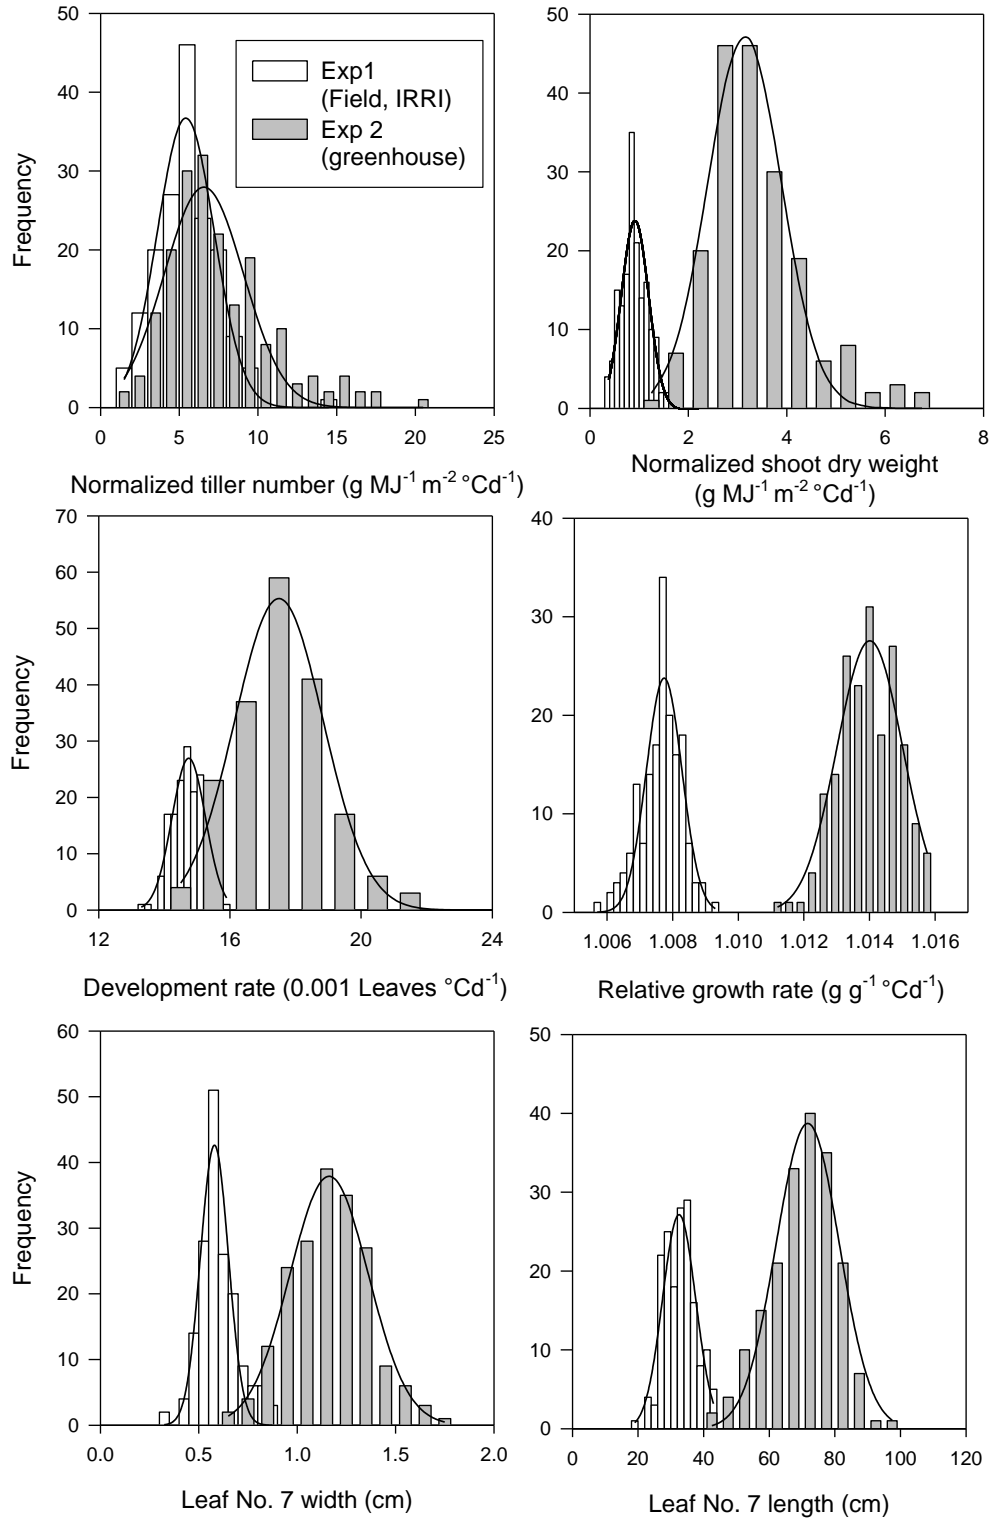 50
40
30
20
10
0
Frequency
Exp1
(Field, IRRI)
Exp 2
(greenhouse)
0 5 10 15 20 25
Normalized tiller number (g MJ⁻¹ m⁻² °Cd⁻¹)
50
40
30
20
10
0
0 2 4 6 8
Normalized shoot dry weight
(g MJ⁻¹ m⁻² °Cd⁻¹)
70
60
50
40
30
20
10
0
Frequency
12 16 20 24
Development rate (0.001 Leaves °Cd⁻¹)
40
30
20
10
0
1.006 1.008 1.010 1.012 1.014 1.016
Relative growth rate (g g⁻¹ °Cd⁻¹)
60
50
40
30
20
10
0
Frequency
0.0 0.5 1.0 1.5 2.0
Leaf No. 7 width (cm)
50
40
30
20
10
0
0 20 40 60 80 100 120
Leaf No. 7 length (cm)